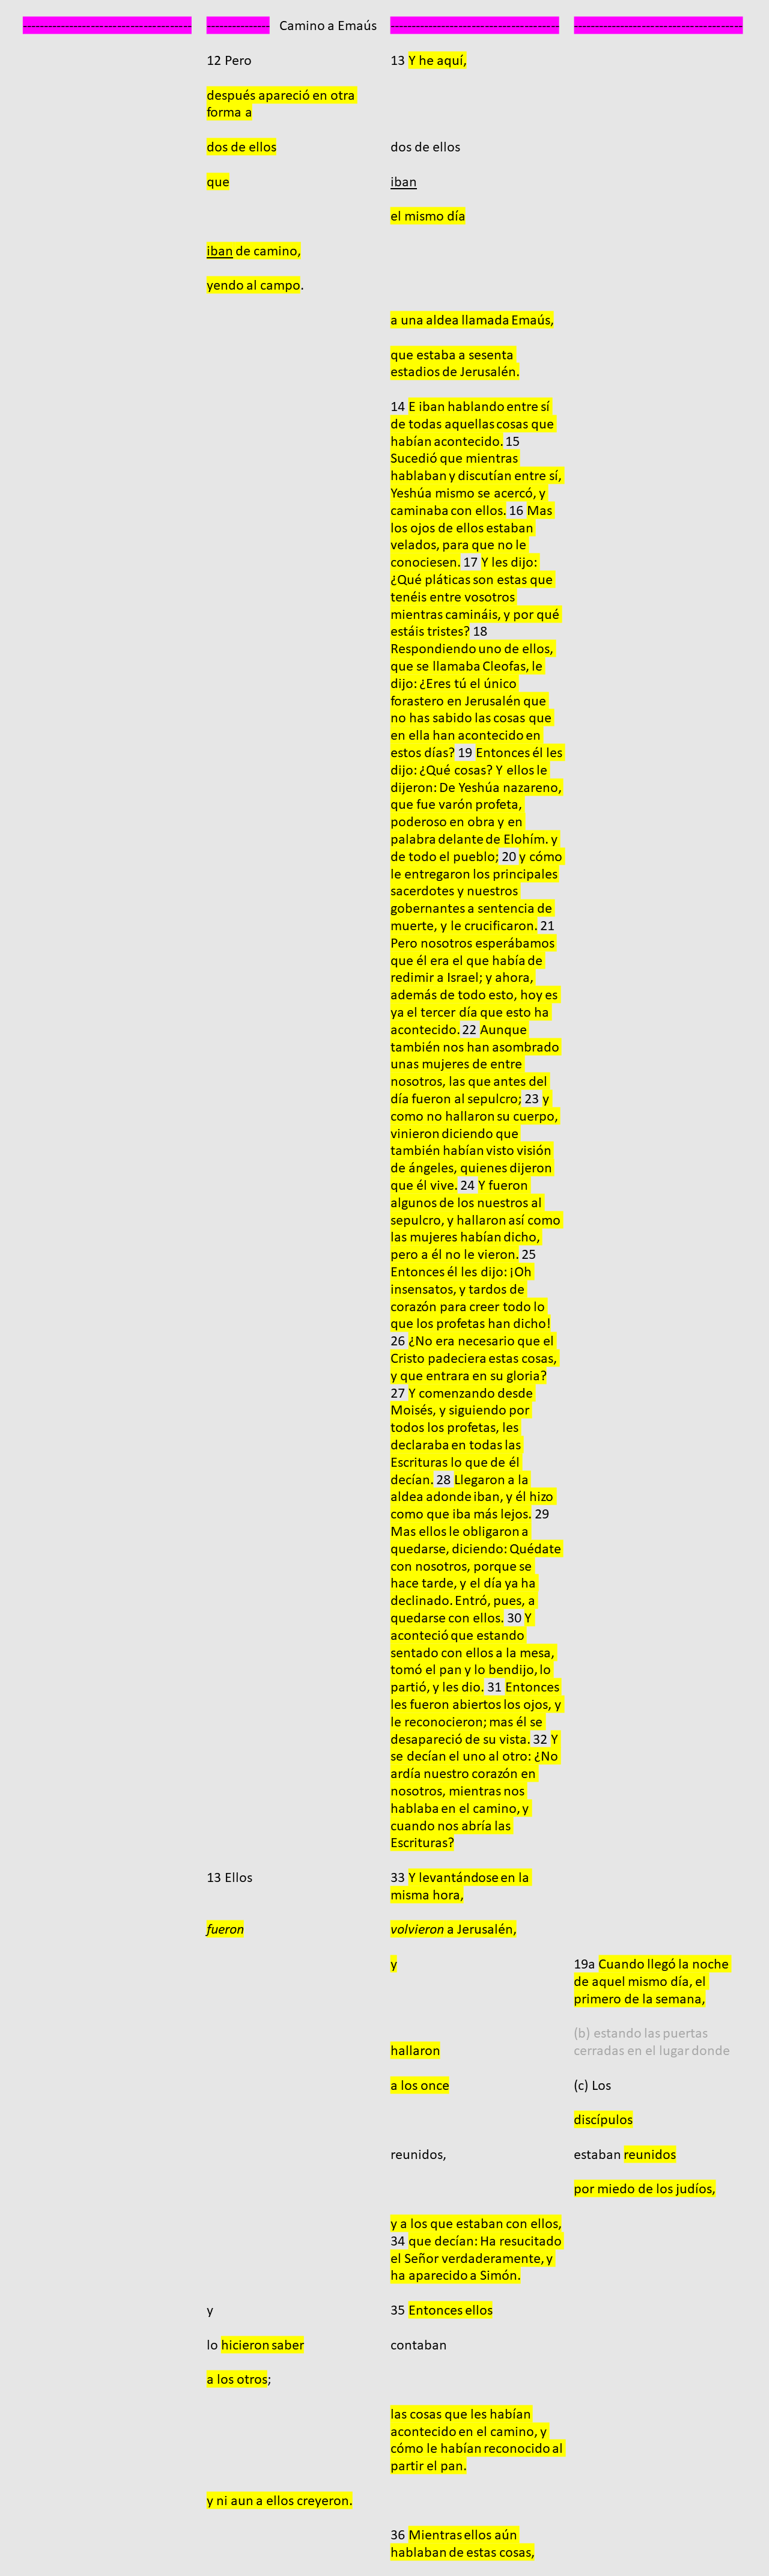 Camino a Emaús
12 Pero
13 Y he aquí,
después apareció en otra
forma a
dos de ellos
dos de ellos
que
iban
el mismo día
iban de camino,
yendo al campo.
a una aldea llamada Emaús,
que estaba a sesenta
estadios de Jerusalén.
14 E iban hablando entre sí
de todas aquellas cosas que
habían acontecido. 15
Sucedió que mientras
hablaban y discutían entre sí,
Yeshúa mismo se acercó, y
caminaba con ellos. 16 Mas
los ojos de ellos estaban
velados, para que no le
conociesen. 17 Y les dijo:
¿Qué pláticas son estas que
tenéis entre vosotros
mientras camináis, y por qué
estáis tristes? 18
Respondiendo uno de ellos,
que se llamaba Cleofas, le
dijo: ¿Eres tú el único
forastero en Jerusalén que
no has sabido las cosas que
en ella han acontecido en
estos días? 19 Entonces él les
dijo: ¿Qué cosas? Y ellos le
dijeron: De Yeshúa nazareno,
que fue varón profeta,
poderoso en obra y en
palabra delante de Elohím. y
de todo el pueblo; 20 y cómo
le entregaron los principales
sacerdotes y nuestros
gobernantes a sentencia de
muerte, y le crucificaron. 21
Pero nosotros esperábamos
que él era el que había de
redimir a Israel; y ahora,
además de todo esto, hoy es
ya el tercer día que esto ha
acontecido. 22 Aunque
también nos han asombrado
unas mujeres de entre
nosotros, las que antes del
día fueron al sepulcro; 23 y
como no hallaron su cuerpo,
vinieron diciendo que
también habían visto visión
de ángeles, quienes dijeron
que él vive. 24 Y fueron
algunos de los nuestros al
sepulcro, y hallaron así como
las mujeres habían dicho,
pero a él no le vieron. 25
Entonces él les dijo: ¡Oh
insensatos, y tardos de
corazón para creer todo lo
que los profetas han dicho!
26 ¿No era necesario que el
Cristo padeciera estas cosas,
y que entrara en su gloria?
27 Y comenzando desde
Moisés, y siguiendo por
todos los profetas, les
declaraba en todas las
Escrituras lo que de él
decían. 28 Llegaron a la
aldea adonde iban, y él hizo
como que iba más lejos. 29
Mas ellos le obligaron a
quedarse, diciendo: Quédate
con nosotros, porque se
hace tarde, y el día ya ha
declinado. Entró, pues, a
quedarse con ellos. 30 Y
aconteció que estando
sentado con ellos a la mesa,
tomó el pan y lo bendijo, lo
partió, y les dio. 31 Entonces
les fueron abiertos los ojos, y
le reconocieron; mas él se
desapareció de su vista. 32 Y
se decían el uno al otro: ¿No
ardía nuestro corazón en
nosotros, mientras nos
hablaba en el camino, y
cuando nos abría las
Escrituras?
13 Ellos
33 Y levantándose en la
misma hora,
fueron
volvieron a Jerusalén,
y
19a Cuando llegó la noche
de aquel mismo día, el
primero de la semana,
(b) estando las puertas
cerradas en el lugar donde
hallaron
a los once
(c) Los
discípulos
reunidos,
estaban reunidos
por miedo de los judíos,
y a los que estaban con ellos,
34 que decían: Ha resucitado
el Señor verdaderamente, y
ha aparecido a Simón.
y
35 Entonces ellos
lo hicieron saber
contaban
a los otros;
las cosas que les habían
acontecido en el camino, y
cómo le habían reconocido al
partir el pan.
y ni aun a ellos creyeron.
36 Mientras ellos aún
hablaban de estas cosas,